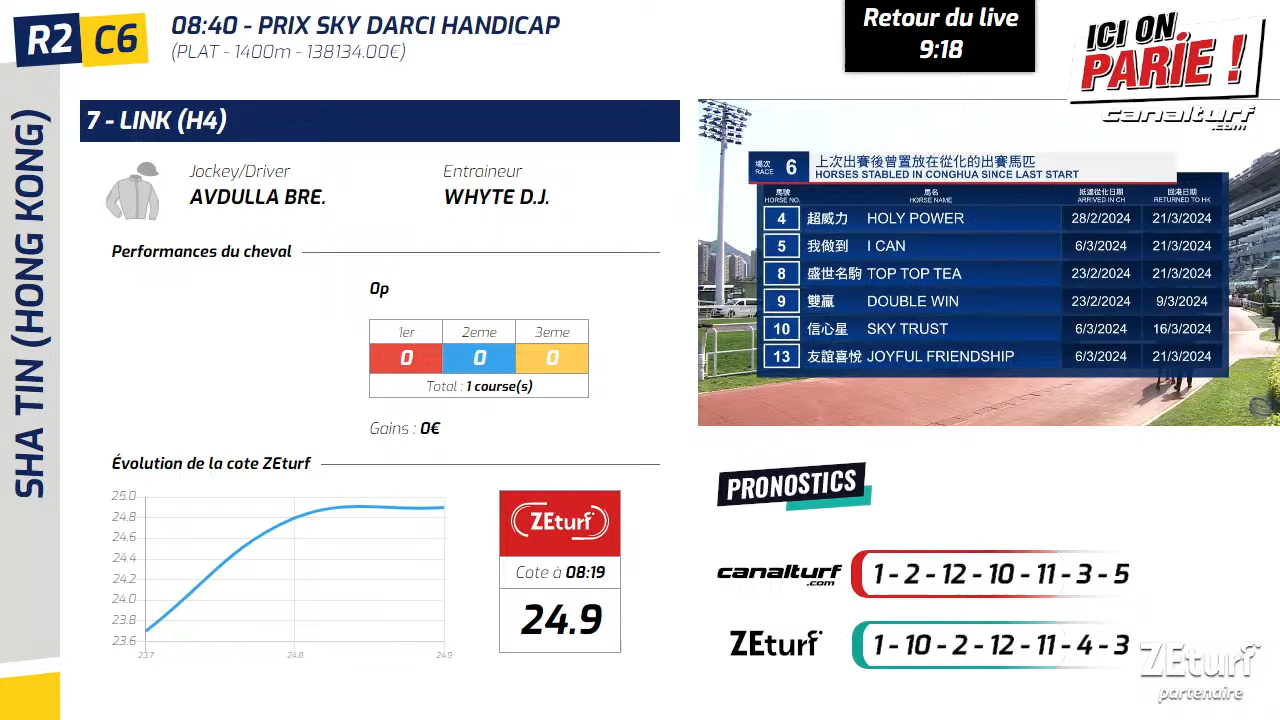 R2 C6
08:40 - PRIX SKY DARCI HANDICAP
(PLAT - 1400m - 138134.00€)
Retour du live
9:18
ICI ON
PARIE !
canalturf
.com
SHA TIN (HONG KONG)
7 - LINK (H4)
Jockey/Driver
AVDULLA BRE.
Entraineur
WHYTE D.J.
Performances du cheval
0p
1er 2eme 3eme
0 0 0
Total : 1 course(s)
Gains : 0€
Évolution de la cote ZEturf
25.0
24.8
24.6
24.4
24.2
24.0
23.8
23.6
23.7 24.8 24.9
ZEturf
Cote à 08:19
24.9
場次 6 上次出賽後曾置放在從化的出賽馬匹
RACE HORSES STABLED IN CONGHUA SINCE LAST START
馬號 馬名 抵達從化日期 回港日期
HORSE NO. HORSE NAME ARRIVED IN CH RETURNED TO HK
4 超威力 HOLY POWER 28/2/2024 21/3/2024
5 我做到 I CAN 6/3/2024 21/3/2024
8 盛世名駒 TOP TOP TEA 23/2/2024 21/3/2024
9 雙贏 DOUBLE WIN 23/2/2024 9/3/2024
10 信心星 SKY TRUST 6/3/2024 16/3/2024
13 友誼喜悅 JOYFUL FRIENDSHIP 6/3/2024 21/3/2024
PRONOSTICS
canalturf
.com
1 - 2 - 12 - 10 - 11 - 3 - 5
ZEturf
1 - 10 - 2 - 12 - 11 - 4 - 3
ZEturf
partenaire